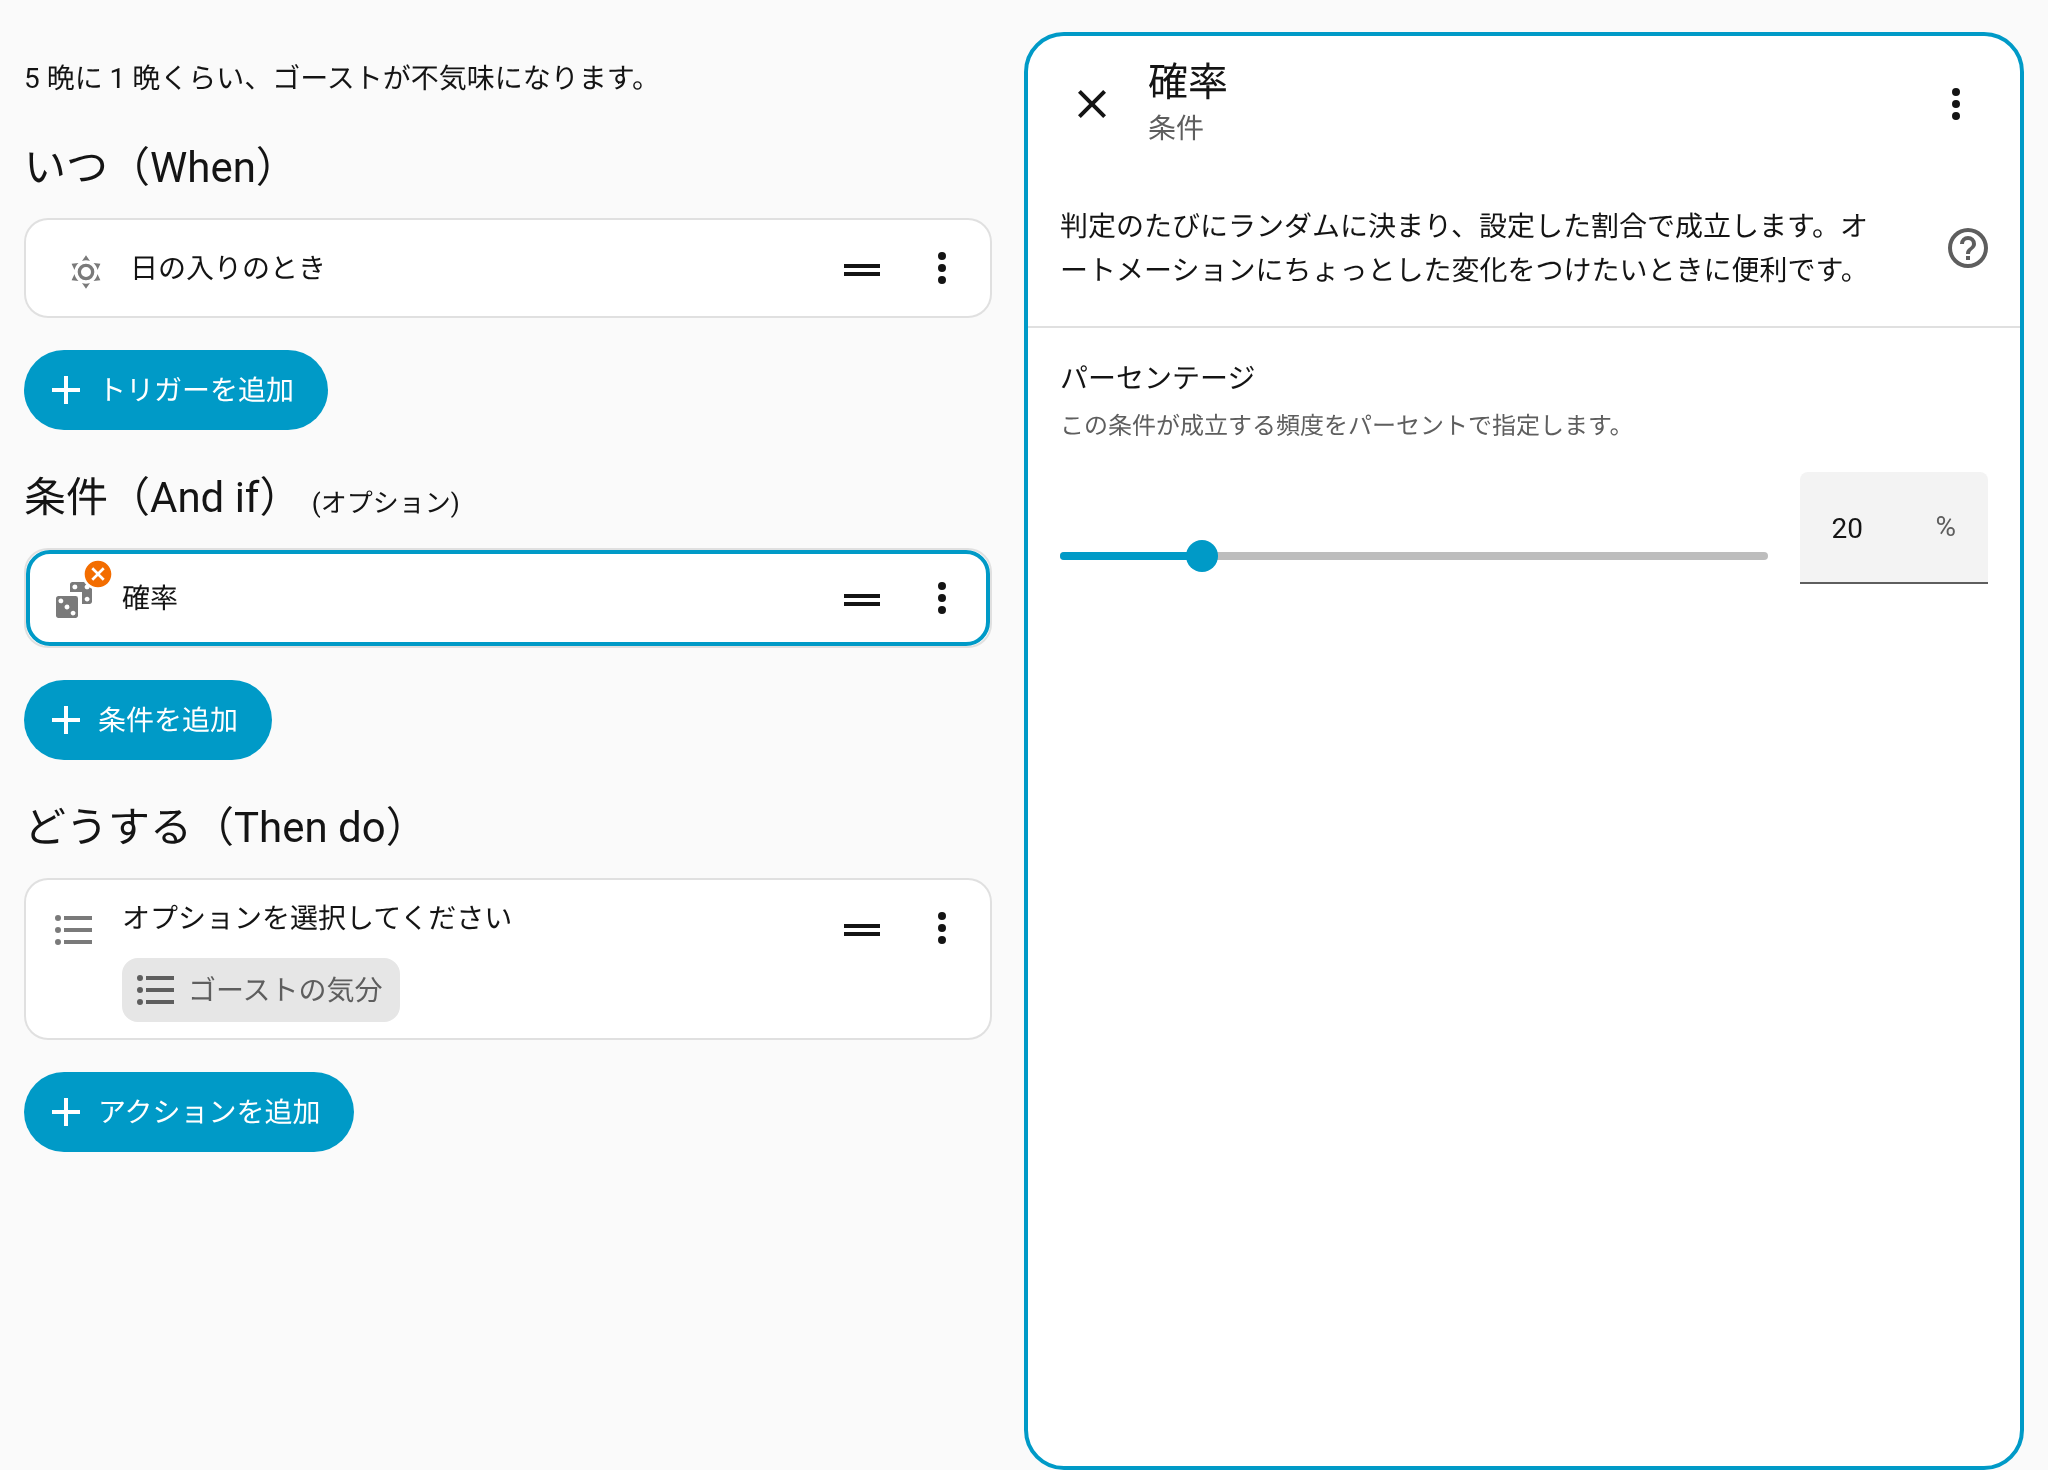 5 晩に 1 晩くらい、ゴーストが不気味になります。
いつ（When）
日の入りのとき
トリガーを追加
条件（And if） (オプション)
確率
条件を追加
どうする（Then do）
オプションを選択してください
ゴーストの気分
アクションを追加
確率
条件
判定のたびにランダムに決まり、設定した割合で成立します。オ
ートメーションにちょっとした変化をつけたいときに便利です。
パーセンテージ
この条件が成立する頻度をパーセントで指定します。
20 %